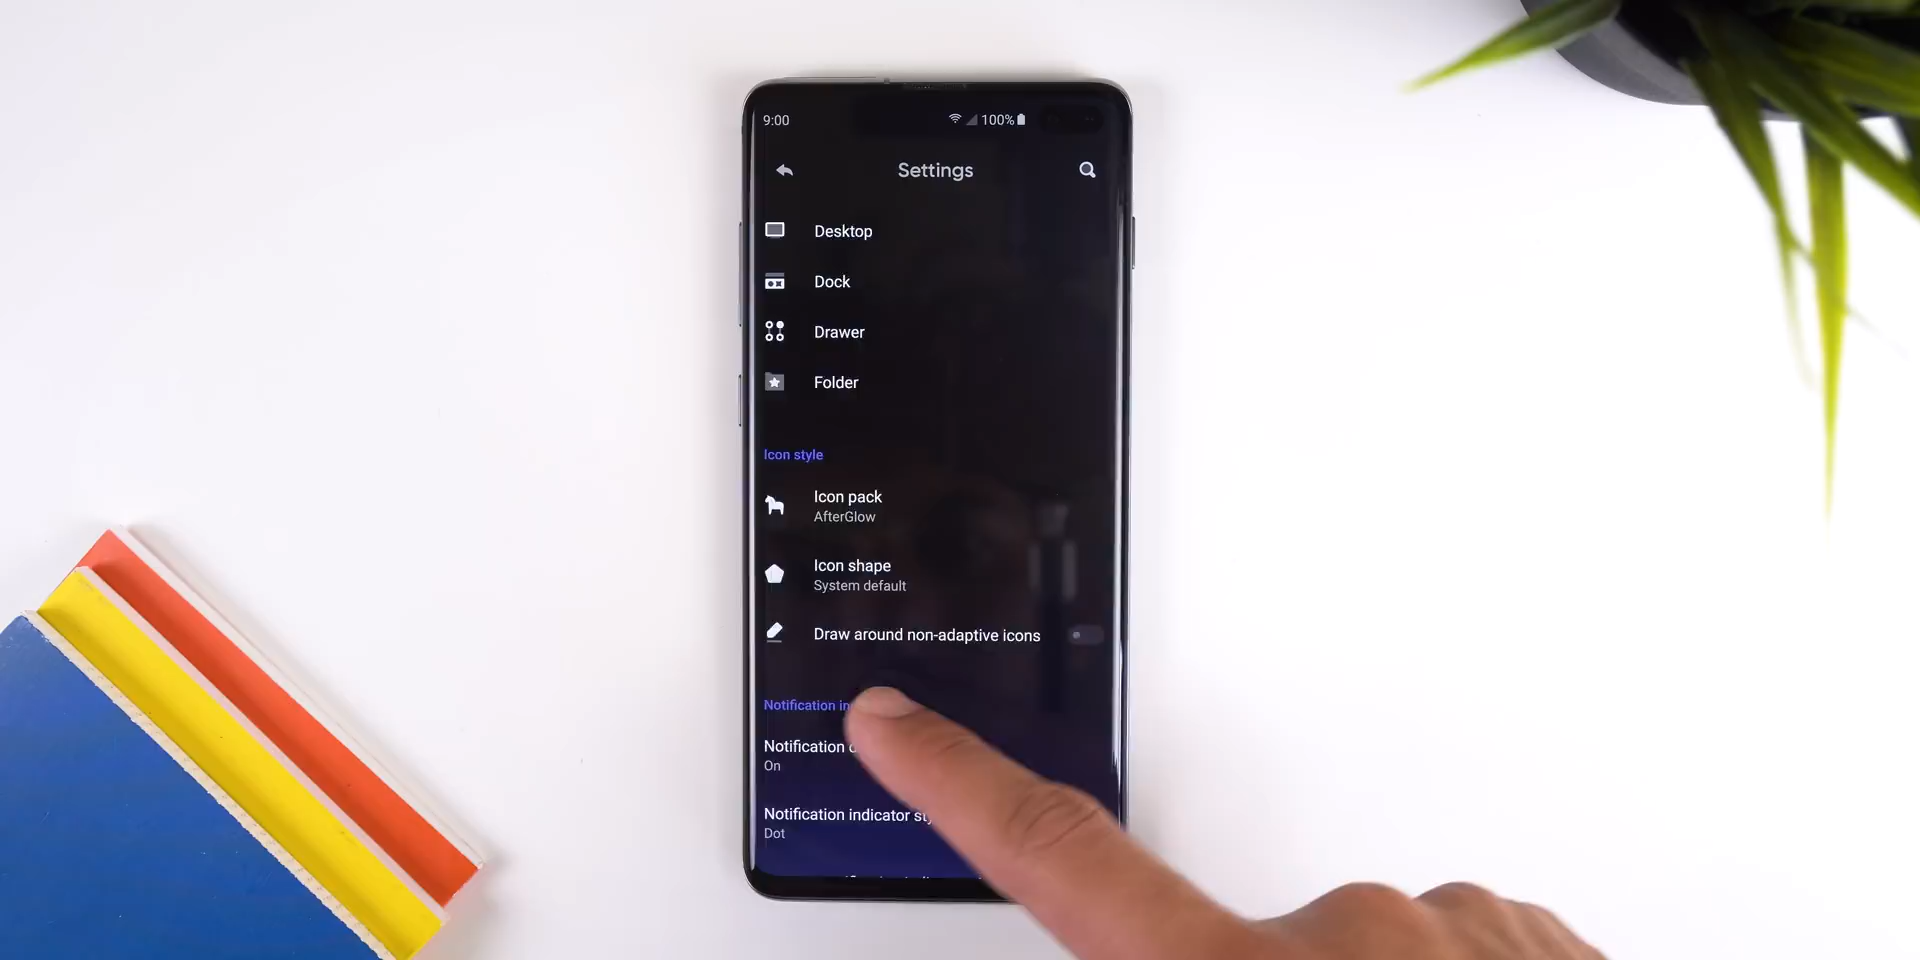 9:00 100%
Settings
Desktop
Dock
Drawer
Folder
Icon style
Icon pack
AfterGlow
Icon shape
System default
Draw around non-adaptive icons
Notification
Notification
On
Notification indicator
Dot